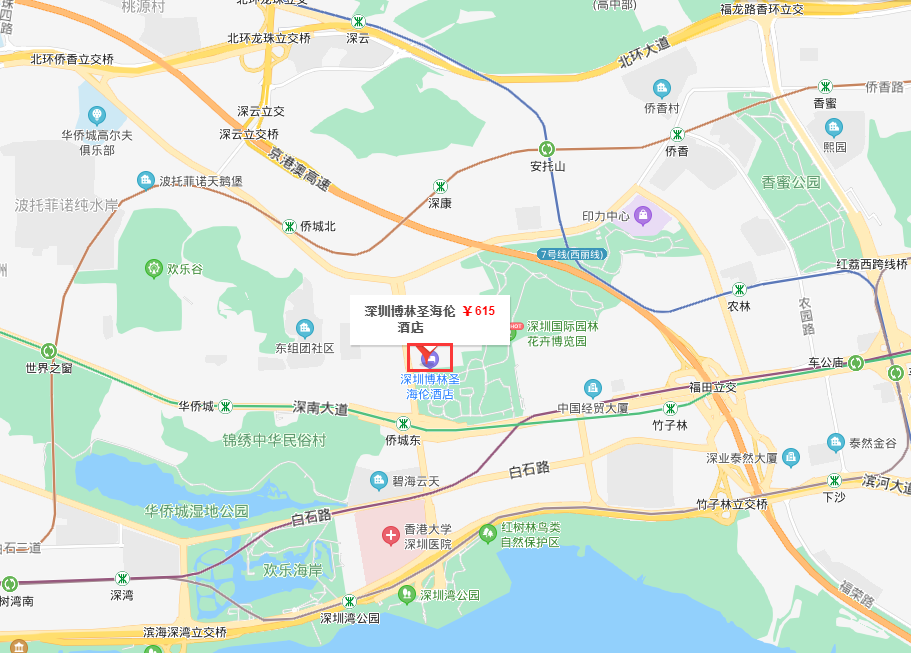 桃源村
北环龙珠立交
(高中部)
福龙路香环立交
北环龙珠立交桥
深云
北环大道
北环侨香立交桥
侨香村
侨香路
香蜜
深云立交
深云立交桥
华侨城高尔夫
俱乐部
侨香
熙园
京港澳高速
安托山
波托菲诺天鹅堡
深康
香蜜公园
波托菲诺纯水岸
印力中心
侨城北
7号线(西丽线)
红荔西跨线桥
欢乐谷
农林
农园路
深圳博林圣海伦 ¥615
酒店
HOT
深圳国际园林
花卉博览园
东组团社区
世界之窗
车公庙
深圳博林圣
海伦酒店
福田立交
华侨城
深南大道
中国经贸大厦
竹子林
侨城东
锦绣中华民俗村
泰然金谷
深业泰然大厦
白石路
碧海云天
滨河大道
下沙
竹子林立交桥
华侨城湿地公园
白石路
香港大学
深圳医院
红树林鸟类
自然保护区
白石三道
欢乐海岸
福荣路
树湾南
深湾
深圳湾公园
深圳湾公园
滨海深湾立交桥